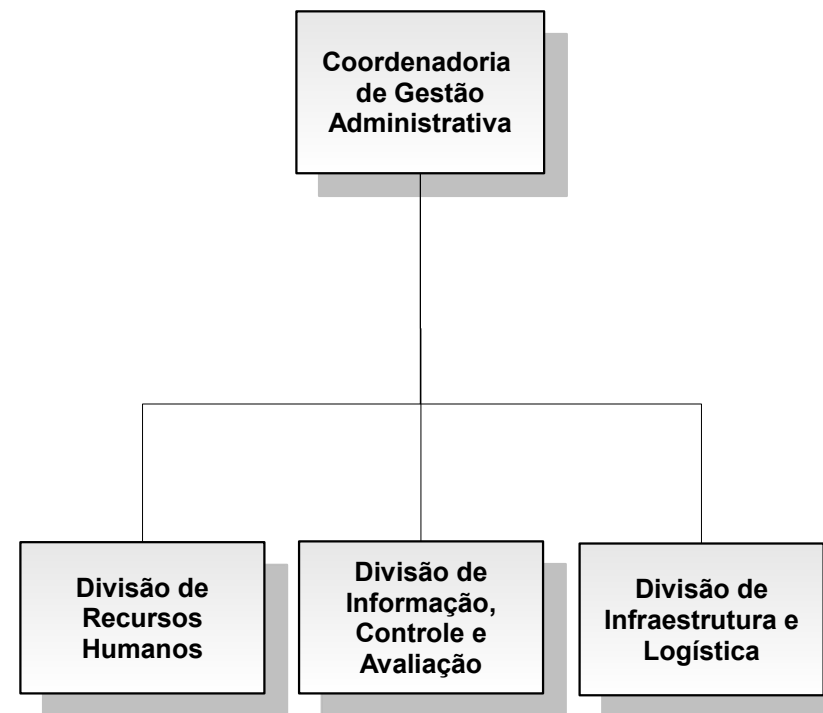 Coordenadoria
de Gestão
Administrativa
Divisão de
Recursos
Humanos
Divisão de
Informação,
Controle e
Avaliação
Divisão de
Infraestrutura e
Logística